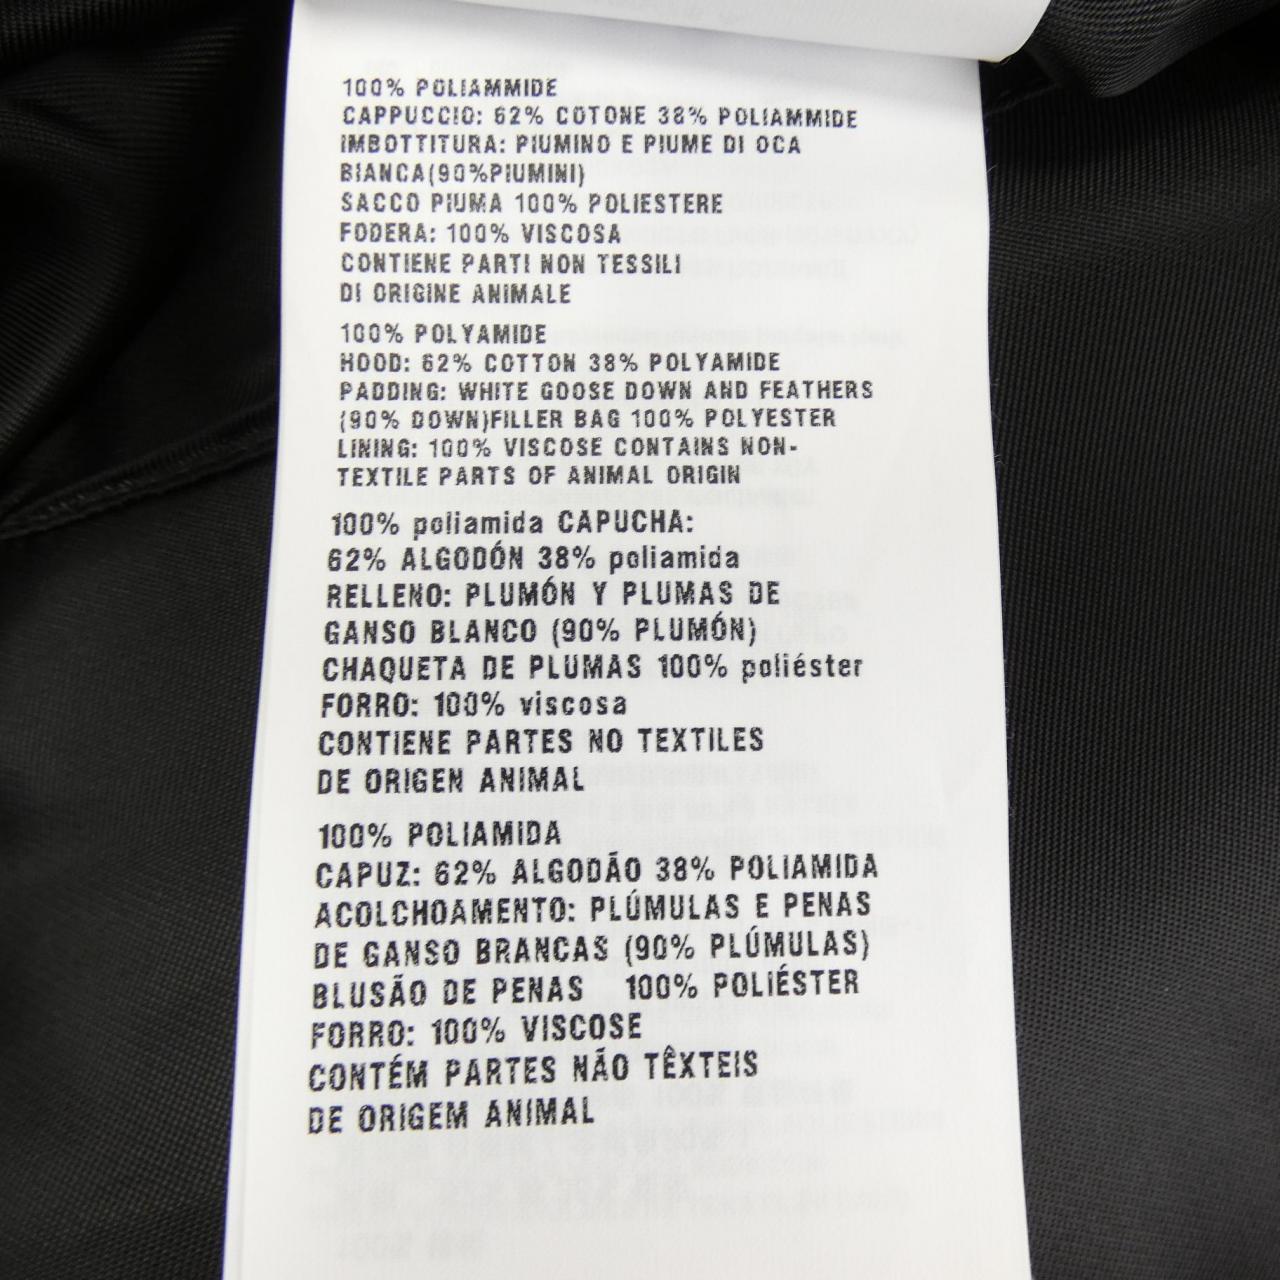 100% POLIAMMIDE
CAPPUCCIO: 62% COTONE 38% POLIAMMIDE
IMBOTTITURA: PIUMINO E PIUME DI OCA
BIANCA(90%PIUMINI)
SACCO PIUMA 100% POLIESTERE
FODERA: 100% VISCOSA
CONTIENE PARTI NON TESSILI
DI ORIGINE ANIMALE
100% POLYAMIDE
HOOD: 62% COTTON 38% POLYAMIDE
PADDING: WHITE GOOSE DOWN AND FEATHERS
(90% DOWN)FILLER BAG 100% POLYESTER
LINING: 100% VISCOSE CONTAINS NON-
TEXTILE PARTS OF ANIMAL ORIGIN
100% poliamida CAPUCHA:
62% ALGODÓN 38% poliamida
RELLENO: PLUMÓN Y PLUMAS DE
GANSO BLANCO (90% PLUMÓN)
CHAQUETA DE PLUMAS 100% poliéster
FORRO: 100% viscosa
CONTIENE PARTES NO TEXTILES
DE ORIGEN ANIMAL
100% POLIAMIDA
CAPUZ: 62% ALGODÃO 38% POLIAMIDA
ACOLCHOAMENTO: PLÚMULAS E PENAS
DE GANSO BRANCAS (90% PLÚMULAS)
BLUSÃO DE PENAS 100% POLIÉSTER
FORRO: 100% VISCOSE
CONTÉM PARTES NÃO TÊXTEIS
DE ORIGEM ANIMAL